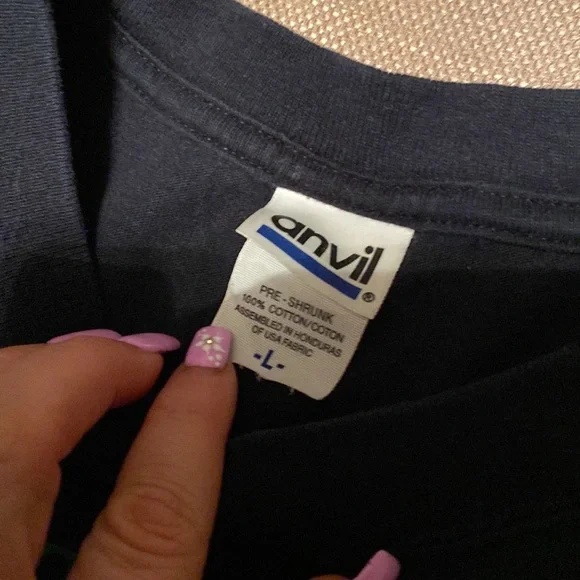 anvil®
PRE-SHRUNK
100% COTTON/COTON
ASSEMBLED IN HONDURAS
OF USA FABRIC
-L-